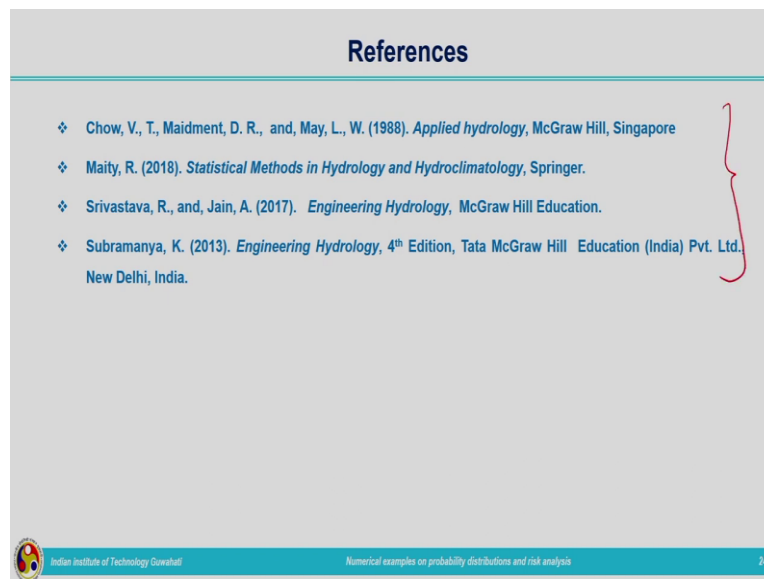 References
❖ Chow, V., T., Maidment, D. R., and, May, L., W. (1988). Applied hydrology, McGraw Hill, Singapore
❖ Maity, R. (2018). Statistical Methods in Hydrology and Hydroclimatology, Springer.
❖ Srivastava, R., and, Jain, A. (2017). Engineering Hydrology, McGraw Hill Education.
❖ Subramanya, K. (2013). Engineering Hydrology, 4th Edition, Tata McGraw Hill Education (India) Pvt. Ltd.,
New Delhi, India.
Indian institute of Technology Guwahati Numerical examples on probability distributions and risk analysis